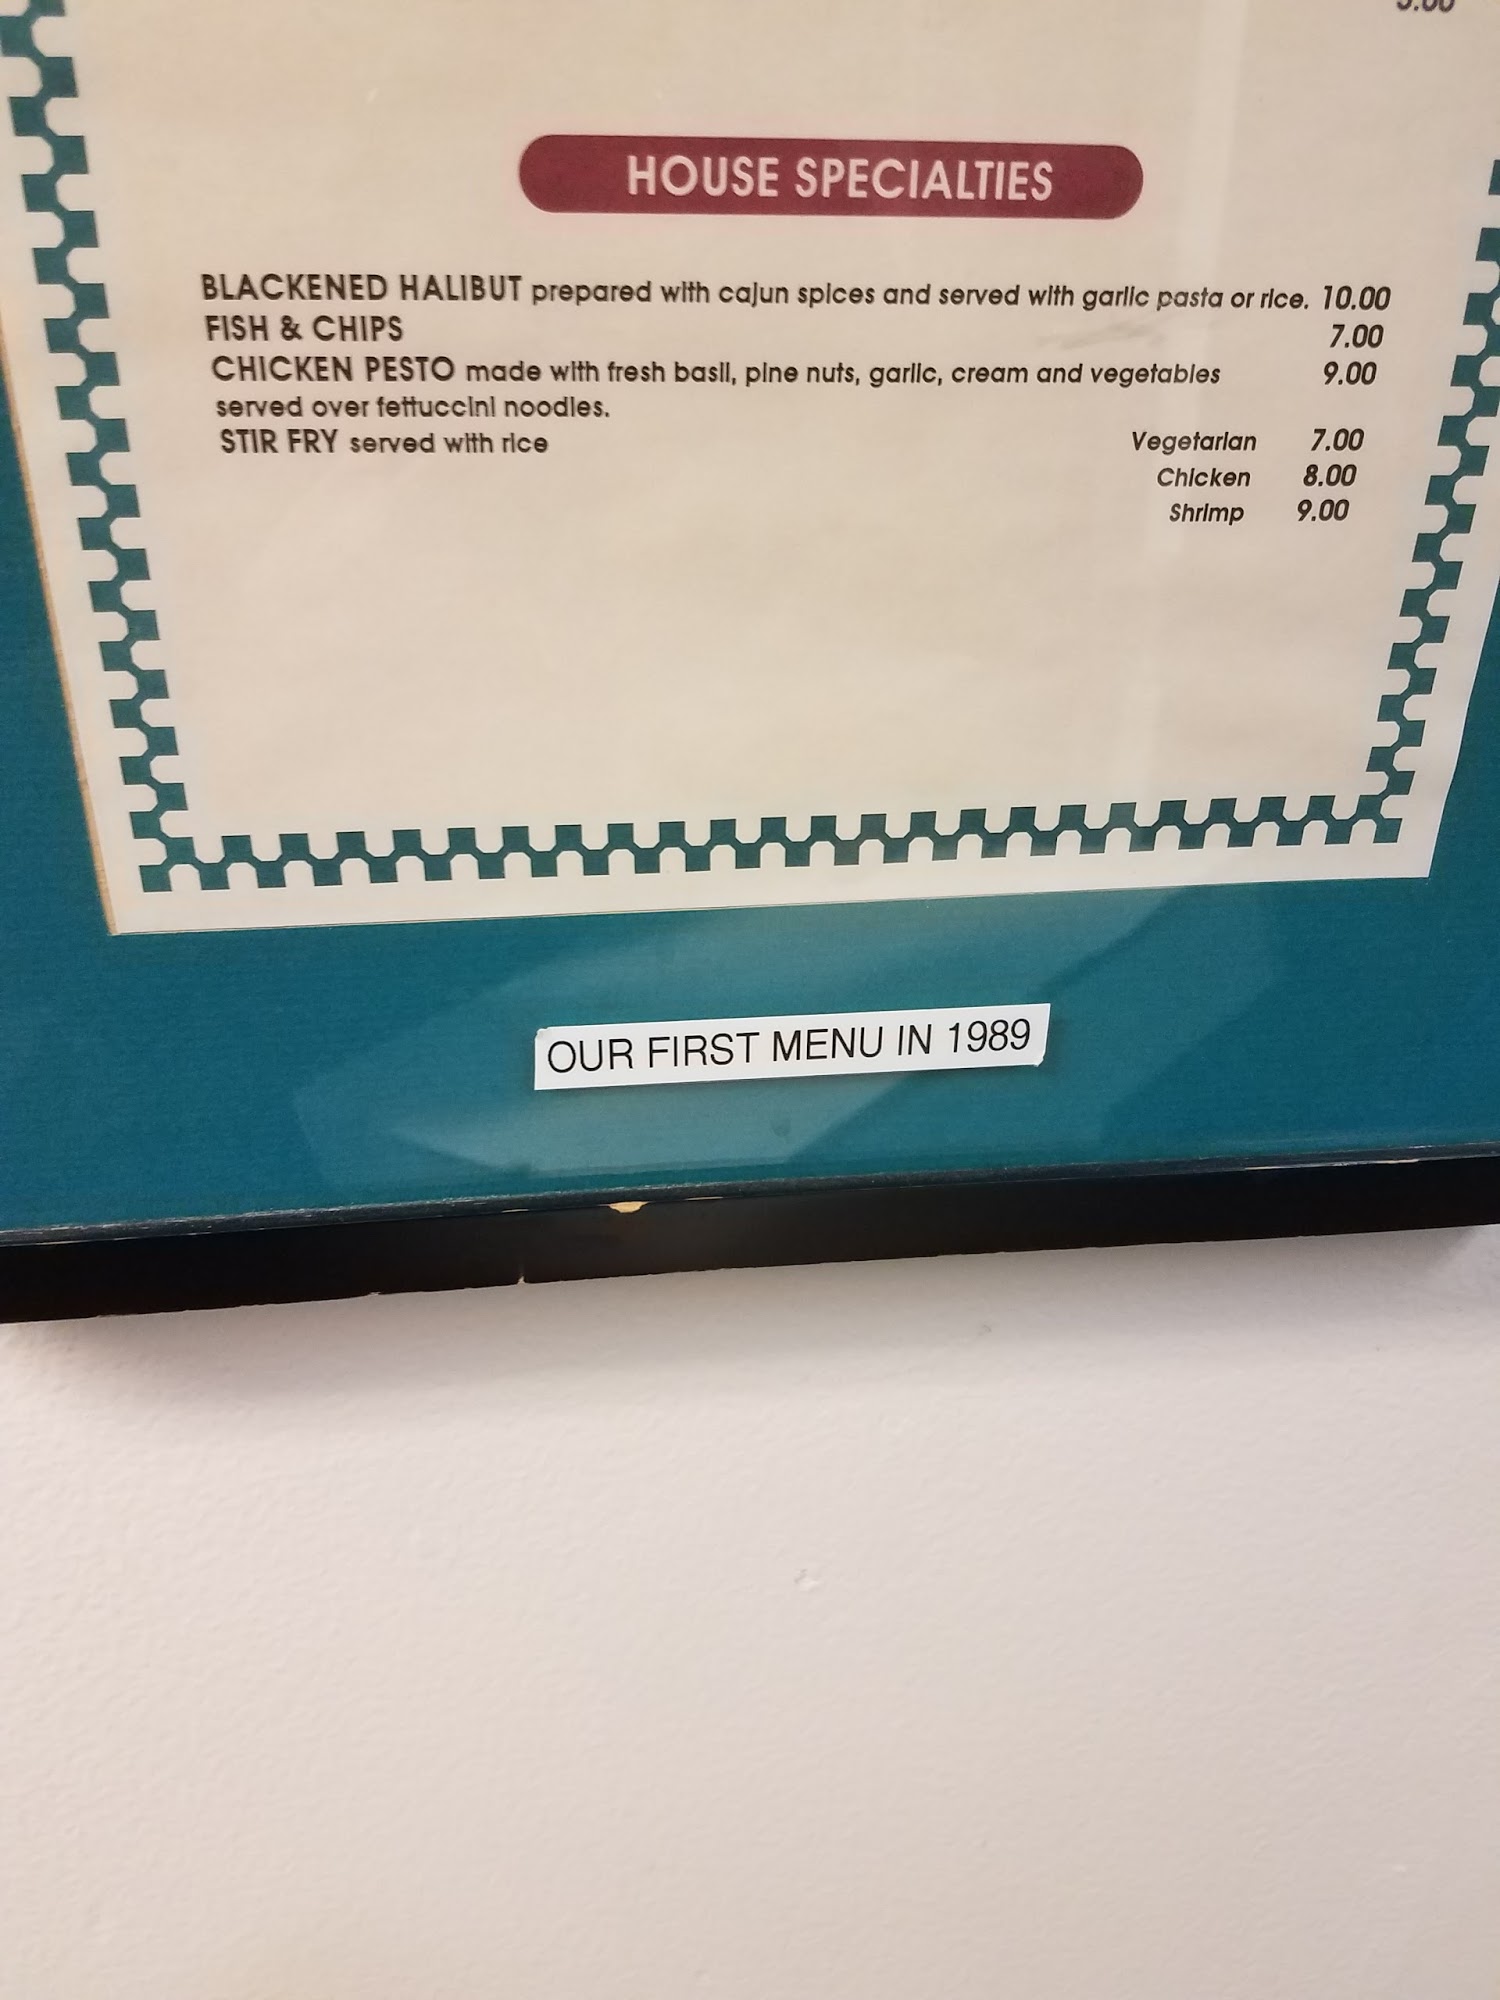 HOUSE SPECIALTIES
BLACKENED HALIBUT prepared with cajun spices and served with garlic pasta or rice. 10.00
FISH & CHIPS 7.00
CHICKEN PESTO made with fresh basil, pine nuts, garlic, cream and vegetables 9.00
served over fettuccini noodles.
STIR FRY served with rice Vegetarian 7.00
Chicken 8.00
Shrimp 9.00
OUR FIRST MENU IN 1989